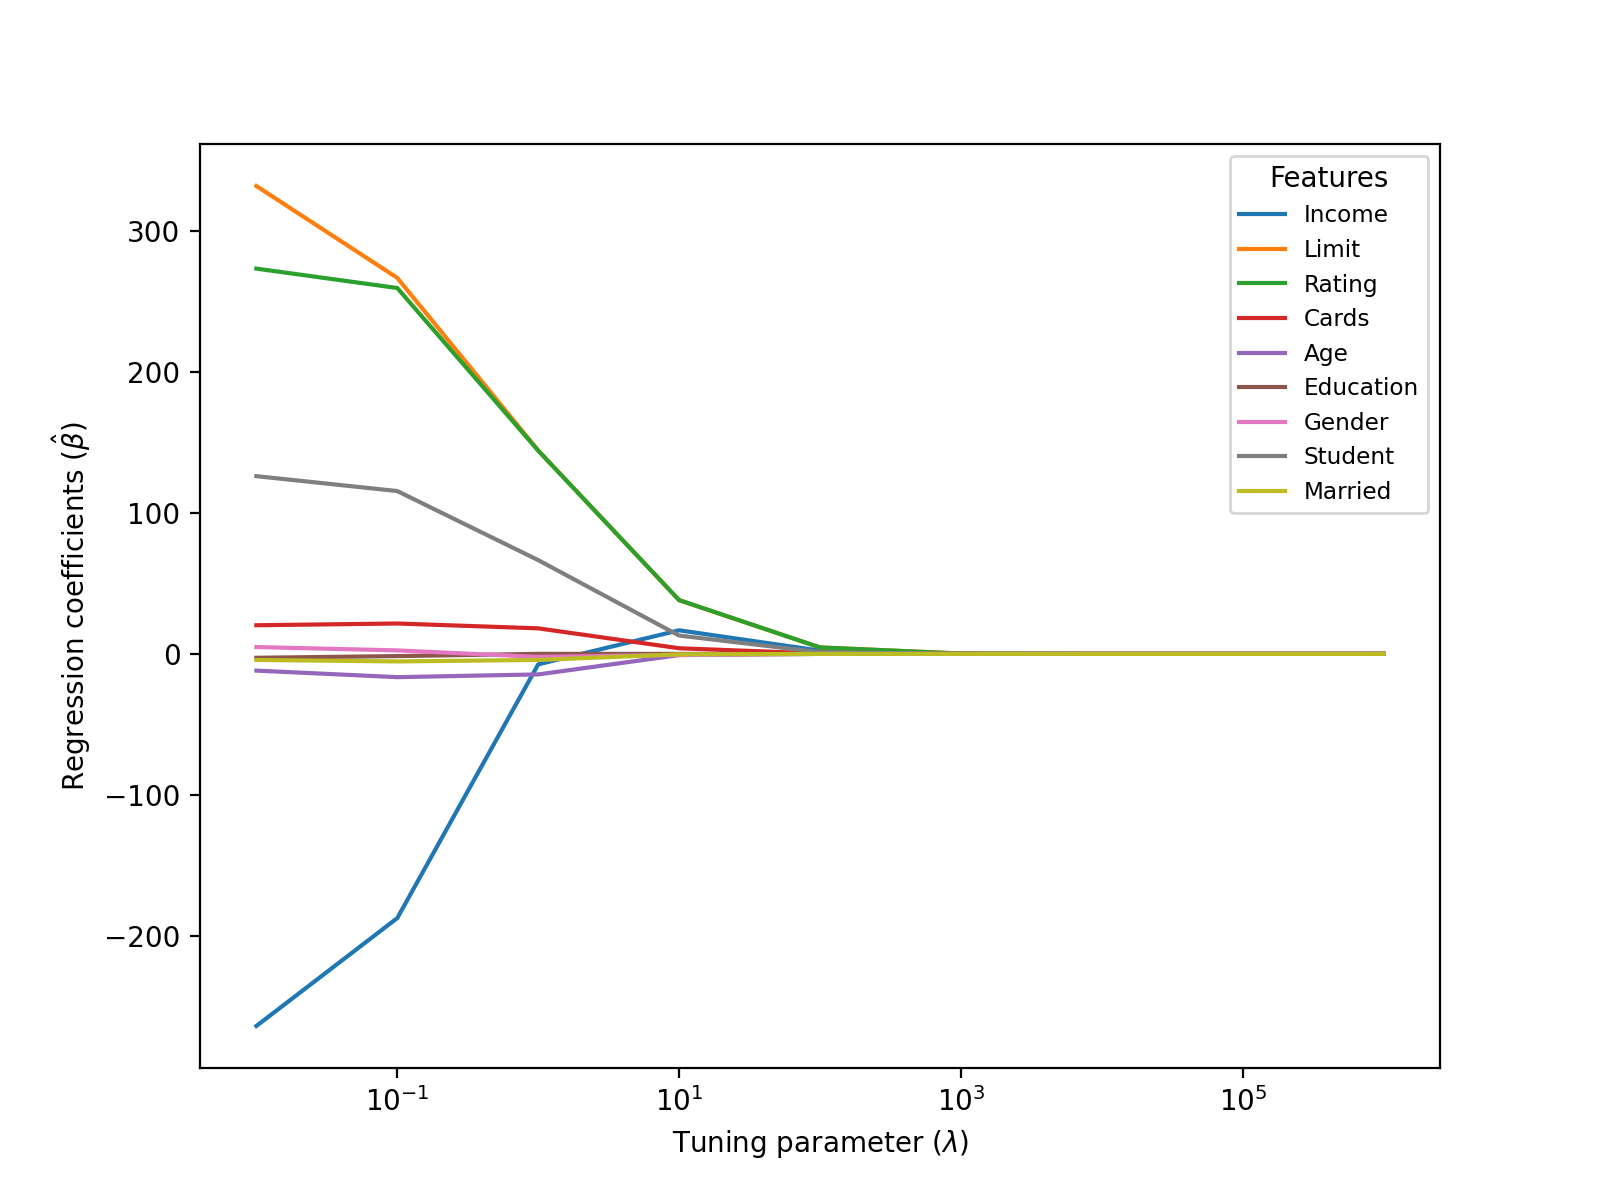 Features
Income
Limit
Rating
Cards
Age
Education
Gender
Student
Married
300
200
100
0
−100
−200
Regression coefficients (β̂)
10⁻¹
10¹
10³
10⁵
Tuning parameter (λ)